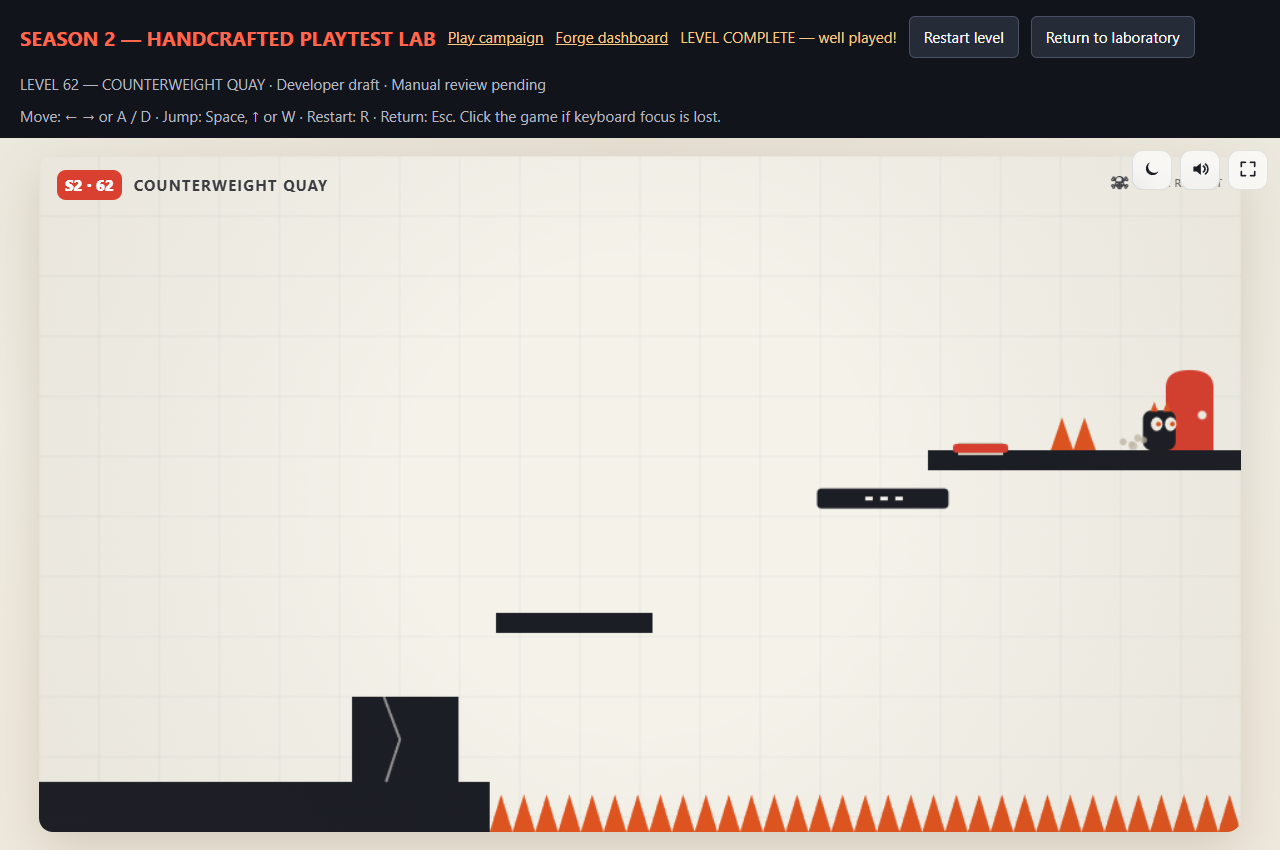 SEASON 2 — HANDCRAFTED PLAYTEST LAB Play campaign Forge dashboard LEVEL COMPLETE — well played! Restart level Return to laboratory
LEVEL 62 — COUNTERWEIGHT QUAY · Developer draft · Manual review pending
Move: ← → or A / D · Jump: Space, ↑ or W · Restart: R · Return: Esc. Click the game if keyboard focus is lost.
S2 · 62 COUNTERWEIGHT QUAY